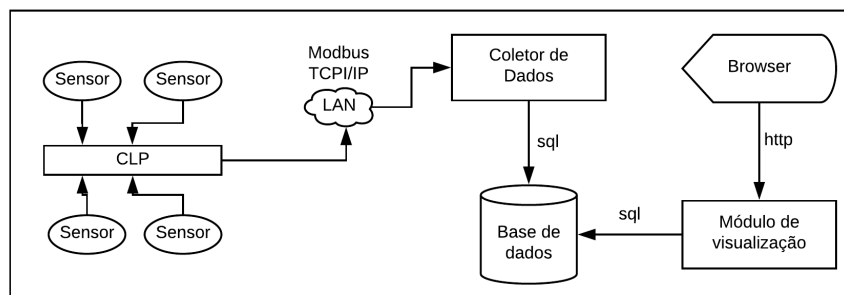 Sensor
Sensor
CLP
Sensor
Sensor
Modbus
TCPI/IP
LAN
Coletor de
Dados
sql
Base de
dados
sql
Browser
http
Módulo de
visualização